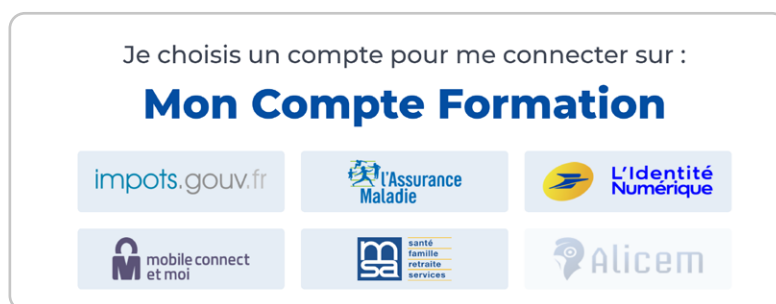 Je choisis un compte pour me connecter sur :
Mon Compte Formation
impots.gouv.fr
l'Assurance
Maladie
L'Identité
Numérique
mobile connect
et moi
msa
santé
famille
retraite
services
Alicem